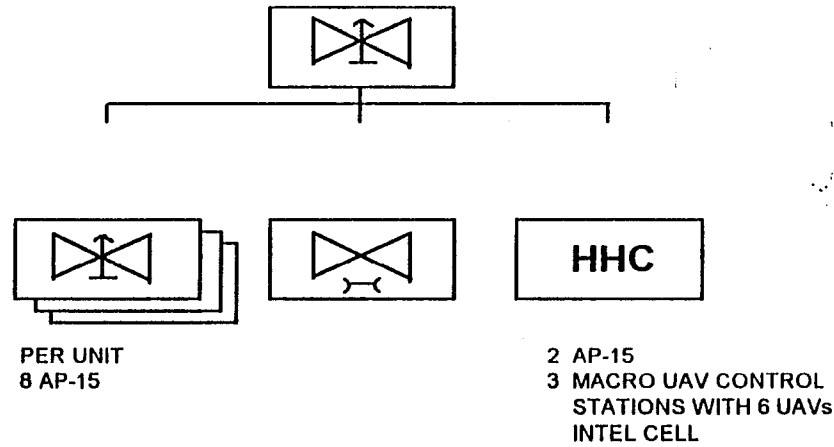 HHC
PER UNIT
8 AP-15
2 AP-15
3 MACRO UAV CONTROL
STATIONS WITH 6 UAVs
INTEL CELL